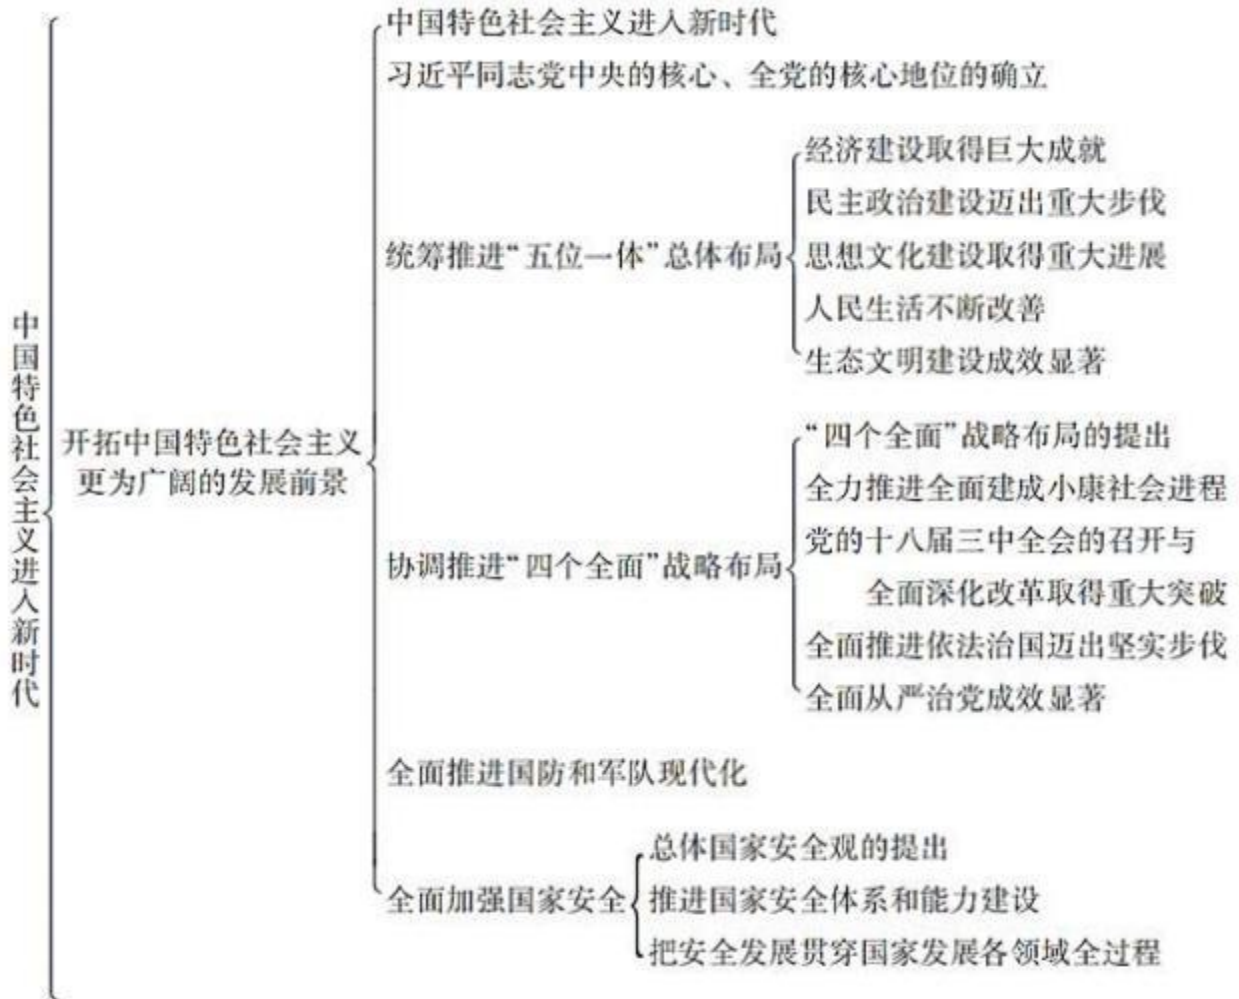 中国特色社会主义进入新时代
开拓中国特色社会主义
更为广阔的发展前景
中国特色社会主义进入新时代
习近平同志党中央的核心、全党的核心地位的确立
统筹推进“五位一体”总体布局
经济建设取得巨大成就
民主政治建设迈出重大步伐
思想文化建设取得重大进展
人民生活不断改善
生态文明建设成效显著
协调推进“四个全面”战略布局
“四个全面”战略布局的提出
全力推进全面建成小康社会进程
党的十八届三中全会的召开与
全面深化改革取得重大突破
全面推进依法治国迈出坚实步伐
全面从严治党成效显著
全面推进国防和军队现代化
全面加强国家安全
总体国家安全观的提出
推进国家安全体系和能力建设
把安全发展贯穿国家发展各领域全过程